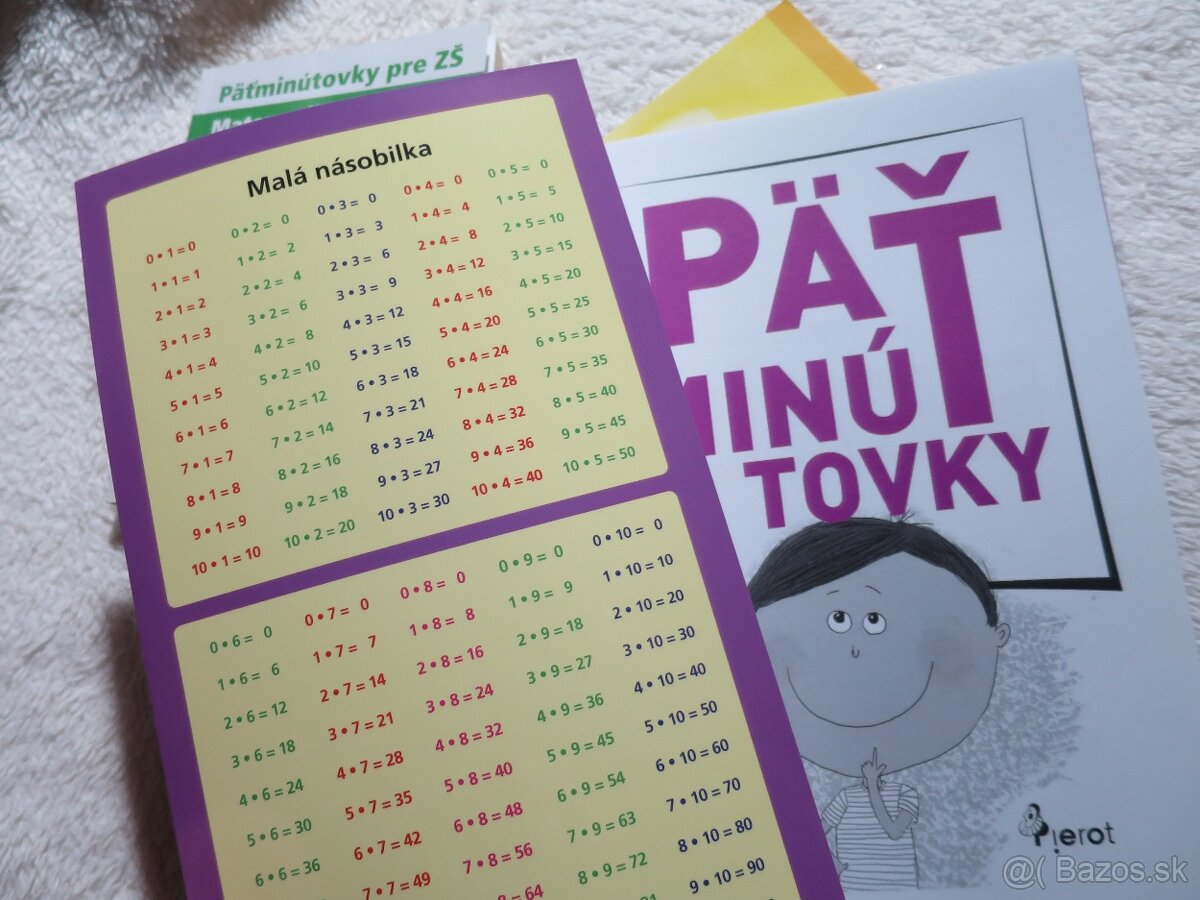 Päťminútovky pre ZŠ
Malá násobilka
0 • 1 = 0 0 • 2 = 0 0 • 3 = 0 0 • 4 = 0 0 • 5 = 0
1 • 1 = 1 1 • 2 = 2 1 • 3 = 3 1 • 4 = 4 1 • 5 = 5
2 • 1 = 2 2 • 2 = 4 2 • 3 = 6 2 • 4 = 8 2 • 5 = 10
3 • 1 = 3 3 • 2 = 6 3 • 3 = 9 3 • 4 = 12 3 • 5 = 15
4 • 1 = 4 4 • 2 = 8 4 • 3 = 12 4 • 4 = 16 4 • 5 = 20
5 • 1 = 5 5 • 2 = 10 5 • 3 = 15 5 • 4 = 20 5 • 5 = 25
6 • 1 = 6 6 • 2 = 12 6 • 3 = 18 6 • 4 = 24 6 • 5 = 30
7 • 1 = 7 7 • 2 = 14 7 • 3 = 21 7 • 4 = 28 7 • 5 = 35
8 • 1 = 8 8 • 2 = 16 8 • 3 = 24 8 • 4 = 32 8 • 5 = 40
9 • 1 = 9 9 • 2 = 18 9 • 3 = 27 9 • 4 = 36 9 • 5 = 45
10 • 1 = 10 10 • 2 = 20 10 • 3 = 30 10 • 4 = 40 10 • 5 = 50
0 • 6 = 0 0 • 7 = 0 0 • 8 = 0 0 • 9 = 0 0 • 10 = 0
1 • 6 = 6 1 • 7 = 7 1 • 8 = 8 1 • 9 = 9 1 • 10 = 10
2 • 6 = 12 2 • 7 = 14 2 • 8 = 16 2 • 9 = 18 2 • 10 = 20
3 • 6 = 18 3 • 7 = 21 3 • 8 = 24 3 • 9 = 27 3 • 10 = 30
4 • 6 = 24 4 • 7 = 28 4 • 8 = 32 4 • 9 = 36 4 • 10 = 40
5 • 6 = 30 5 • 7 = 35 5 • 8 = 40 5 • 9 = 45 5 • 10 = 50
6 • 6 = 36 6 • 7 = 42 6 • 8 = 48 6 • 9 = 54 6 • 10 = 60
7 • 7 = 49 7 • 8 = 56 7 • 9 = 63 7 • 10 = 70
= 64 8 • 9 = 72 8 • 10 = 80
9 • 10 = 90
PÄŤ
MINÚ
TOVKY
Pierot
@( Bazos.sk